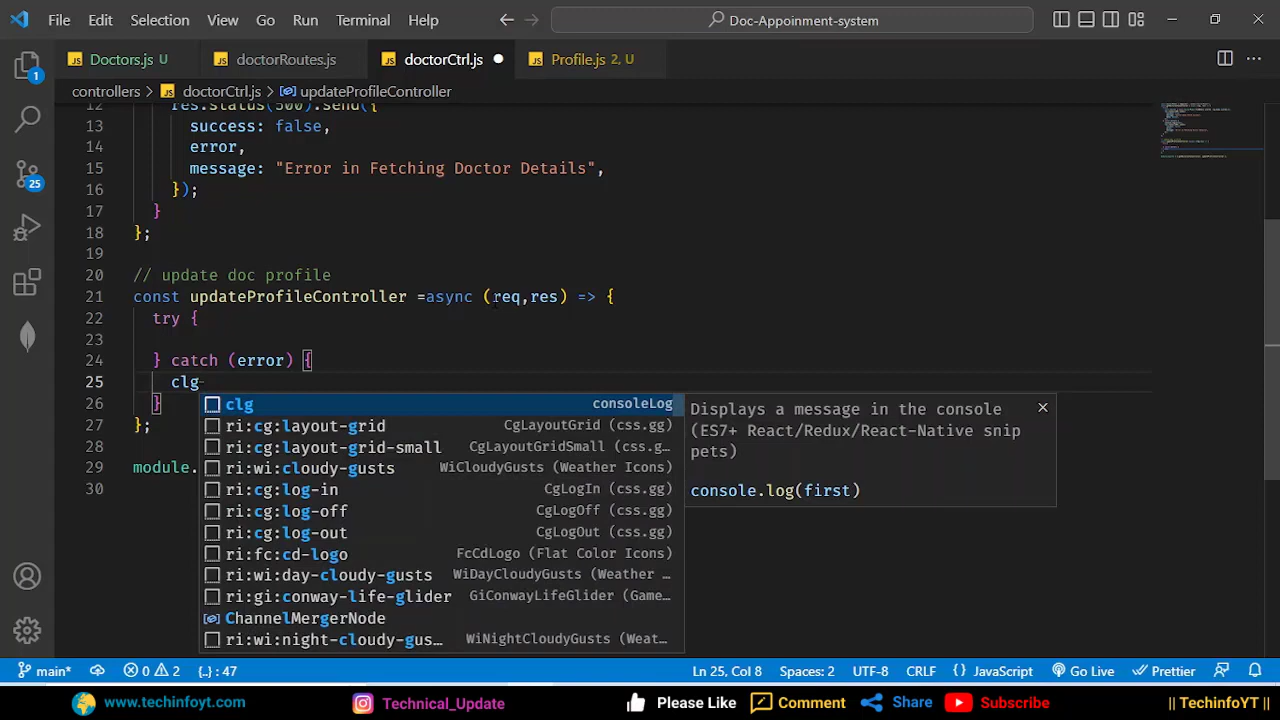 File Edit Selection View Go Run Terminal Help Doc-Appoinment-system
Doctors.js U doctorRoutes.js doctorCtrl.js Profile.js 2, U
controllers > doctorCtrl.js > updateProfileController
12 res.status(500).send({
13 success: false,
14 error,
15 message: "Error in Fetching Doctor Details",
16 });
17 }
18 };
19
20 // update doc profile
21 const updateProfileController =async (req,res) => {
22 try {
23
24 } catch (error) {
25 clg
26 }
27 };
28
29 module.
30
clg consoleLog
ri:cg:layout-grid CgLayoutGrid (css.gg)
ri:cg:layout-grid-small CgLayoutGridSmall (css.g…
ri:wi:cloudy-gusts WiCloudyGusts (Weather Icons)
ri:cg:log-in CgLogIn (css.gg)
ri:cg:log-off CgLogOff (css.gg)
ri:cg:log-out CgLogOut (css.gg)
ri:fc:cd-logo FcCdLogo (Flat Color Icons)
ri:wi:day-cloudy-gusts WiDayCloudyGusts (Weather …
ri:gi:conway-life-glider GiConwayLifeGlider (Game…
ChannelMergerNode
ri:wi:night-cloudy-gus… WiNightCloudyGusts (Weat…
Displays a message in the console
(ES7+ React/Redux/React-Native snip
pets)
console.log(first)
1
25
main* 0 2 {..} : 47 Ln 25, Col 8 Spaces: 2 UTF-8 CRLF {} JavaScript Go Live Prettier
www.techinfoyt.com Technical_Update Please Like Comment Share Subscribe || TechinfoYT ||